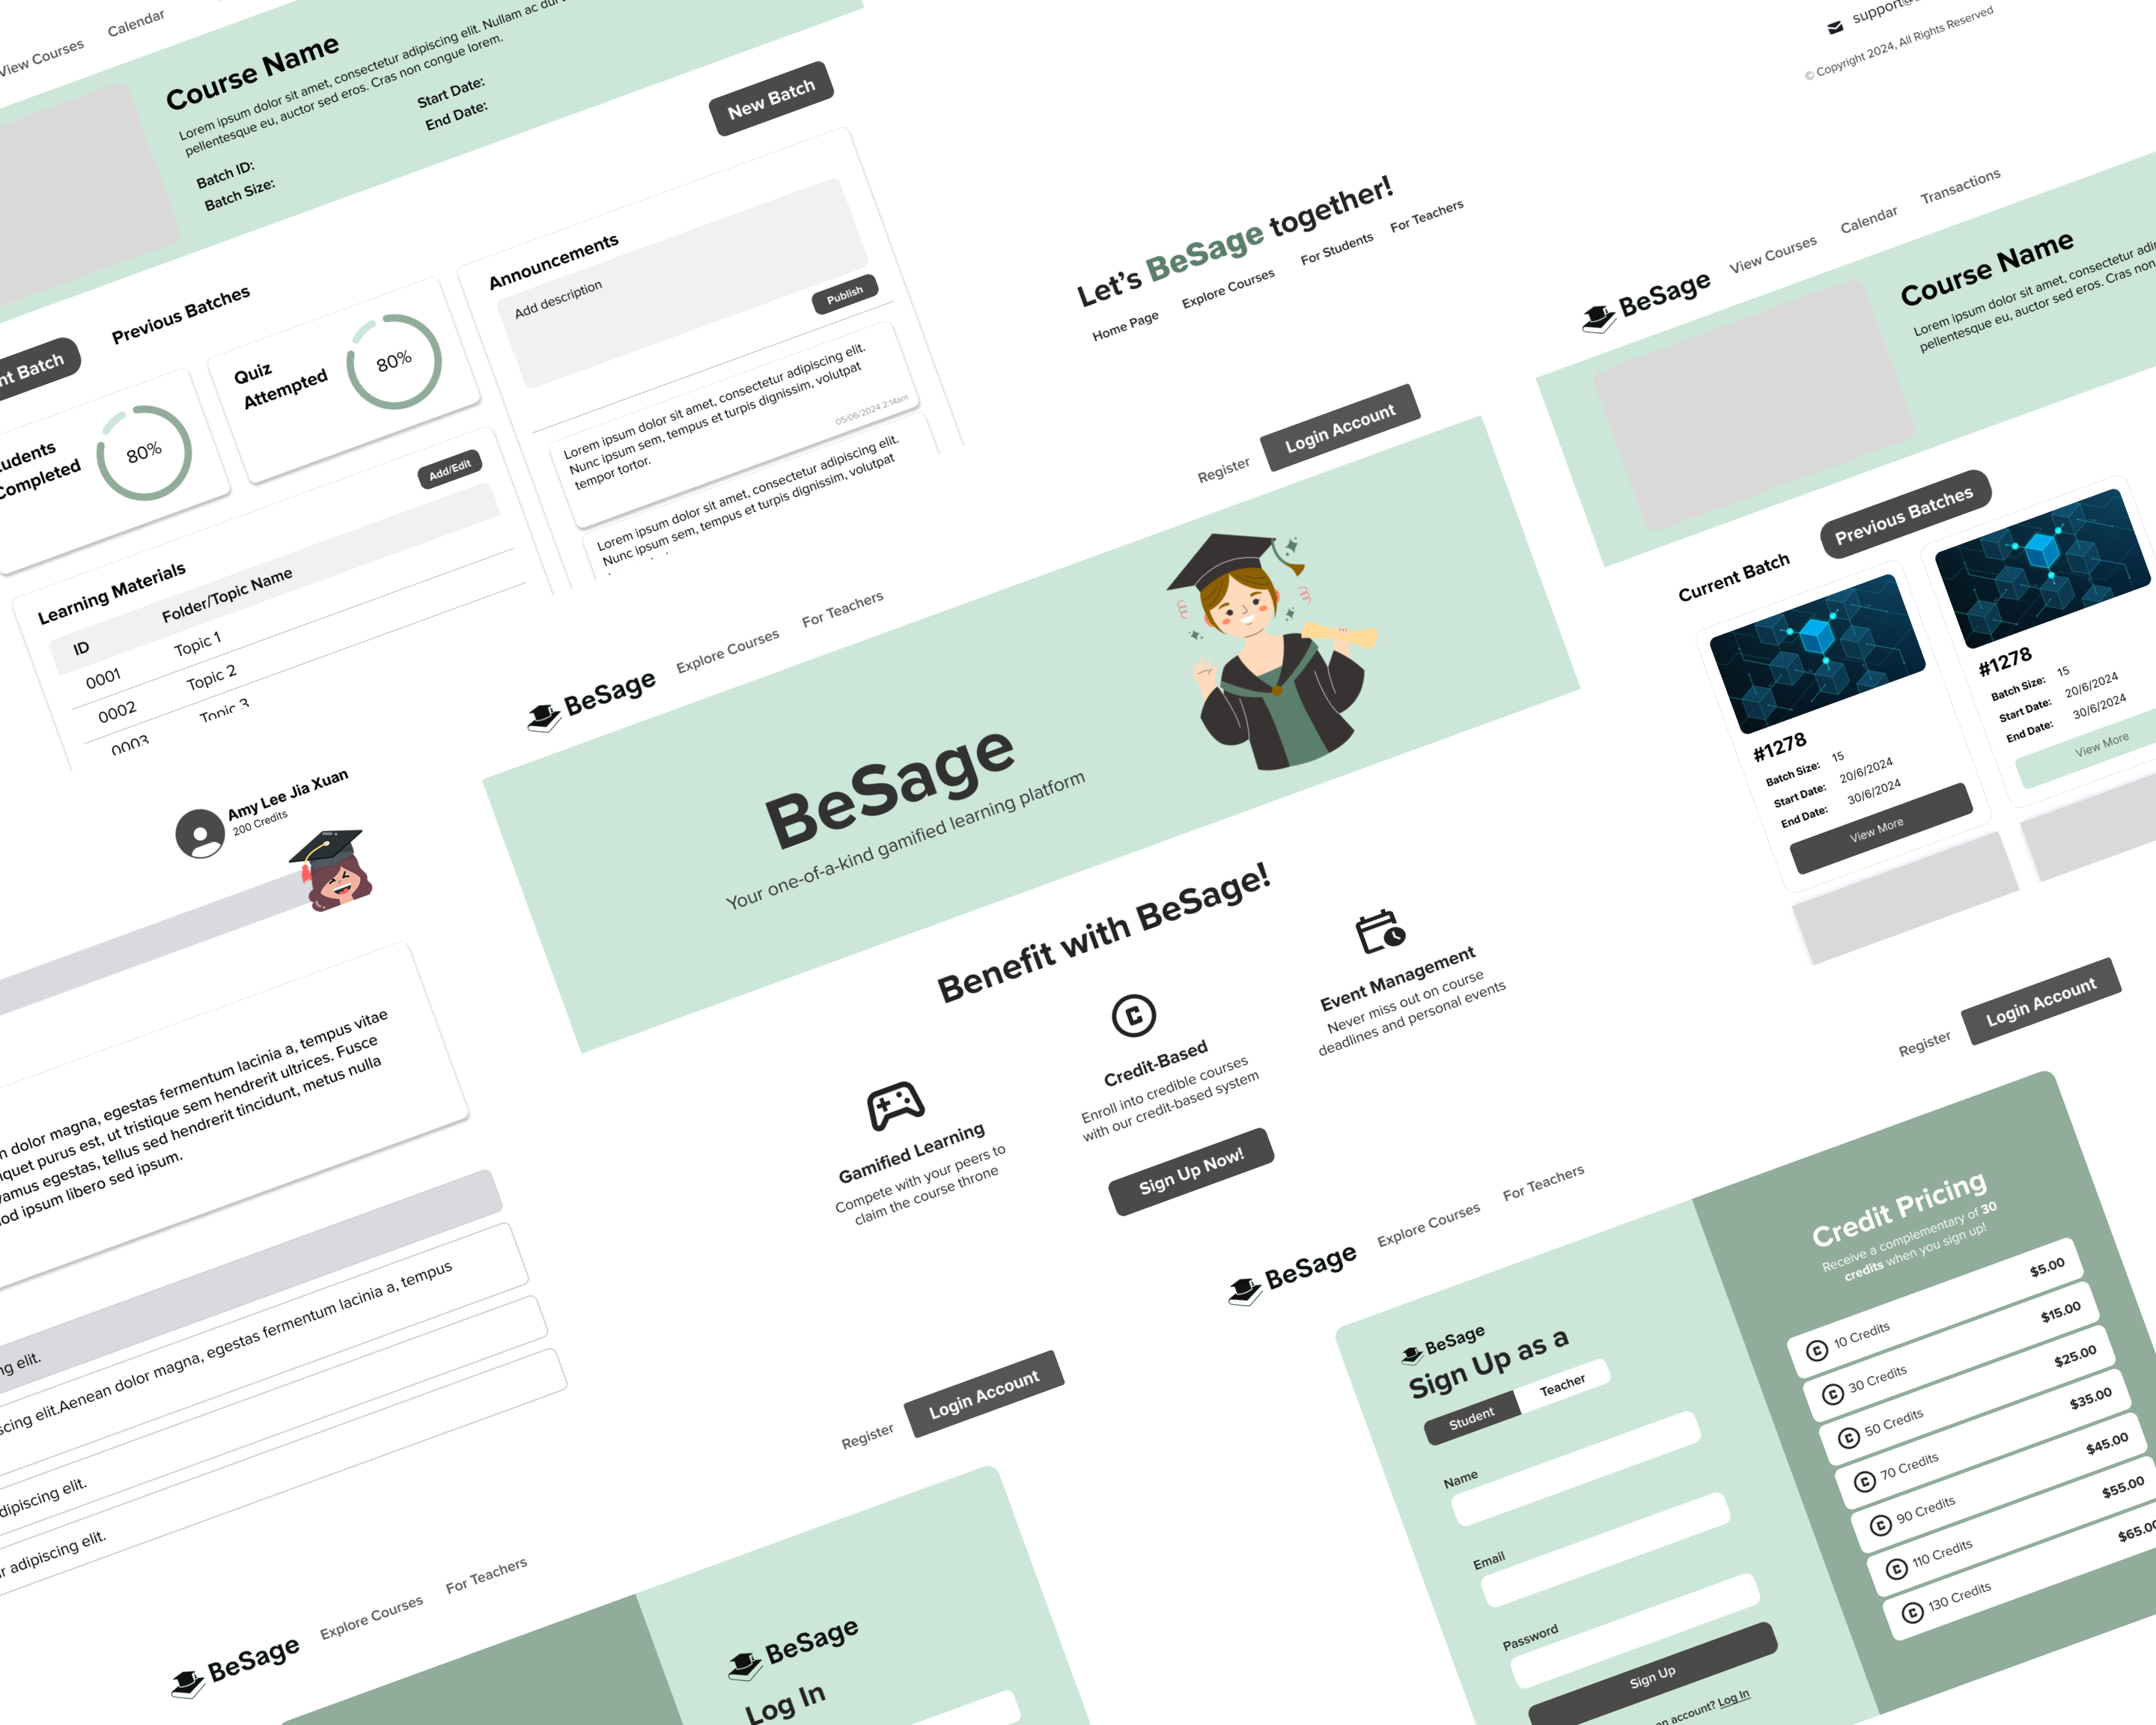 View Courses
Calendar
Course Name
Lorem ipsum dolor sit amet, consectetur adipiscing elit. Nullam ac
pellentesque eu, auctor sed eros. Cras non congue lorem.
Batch ID:
Batch Size:
Start Date:
End Date:
New Batch
Batch
Previous Batches
Completed
80%
Quiz
Attempted
80%
Announcements
Add description
Publish
Lorem ipsum dolor sit amet, consectetur adipiscing elit.
Nunc ipsum sem, tempus et turpis dignissim, volutpat
tempor tortor.
05/06/2024 2:14am
Lorem ipsum dolor sit amet, consectetur adipiscing elit.
Nunc ipsum sem, tempus et turpis dignissim, volutpat
Learning Materials
Add/Edit
ID
Folder/Topic Name
0001
Topic 1
0002
Topic 2
0003
Topic 3
© Copyright 2024, All Rights Reserved
Let's BeSage together!
Home Page
Explore Courses
For Students
For Teachers
BeSage
View Courses
Calendar
Transactions
Course Name
Lorem ipsum dolor sit amet, consectetur
pellentesque eu, auctor sed eros. Cras non
Current Batch
Previous Batches
#1278
Batch Size: 15
Start Date: 20/6/2024
End Date: 30/6/2024
View More
#1278
Batch Size: 15
Start Date: 20/6/2024
End Date: 30/6/2024
View More
BeSage
Explore Courses
For Teachers
Register
Login Account
BeSage
Your one-of-a-kind gamified learning platform
Benefit with BeSage!
Gamified Learning
Compete with your peers to
claim the course throne
Credit-Based
Enroll into credible courses
with our credit-based system
Event Management
Never miss out on course
deadlines and personal events
Sign Up Now!
Amy Lee Jia Xuan
200 Credits
dolor magna, egestas fermentum lacinia a, tempus vitae
purus est, ut tristique sem hendrerit ultrices. Fusce
egestas, tellus sed hendrerit tincidunt, metus nulla
ipsum libero sed ipsum.
elit.
elit.Aenean dolor magna, egestas fermentum lacinia a, tempus
elit.
adipiscing elit.
BeSage
Explore Courses
For Teachers
Register
Login Account
BeSage
Log In
BeSage
Explore Courses
For Teachers
Register
Login Account
BeSage
Sign Up as a
Student
Teacher
Name
Email
Password
Sign Up
an account? Log In
Credit Pricing
Receive a complementary of 30
credits when you sign up!
10 Credits $5.00
30 Credits $15.00
50 Credits $25.00
70 Credits $35.00
90 Credits $45.00
110 Credits $55.00
130 Credits $65.00